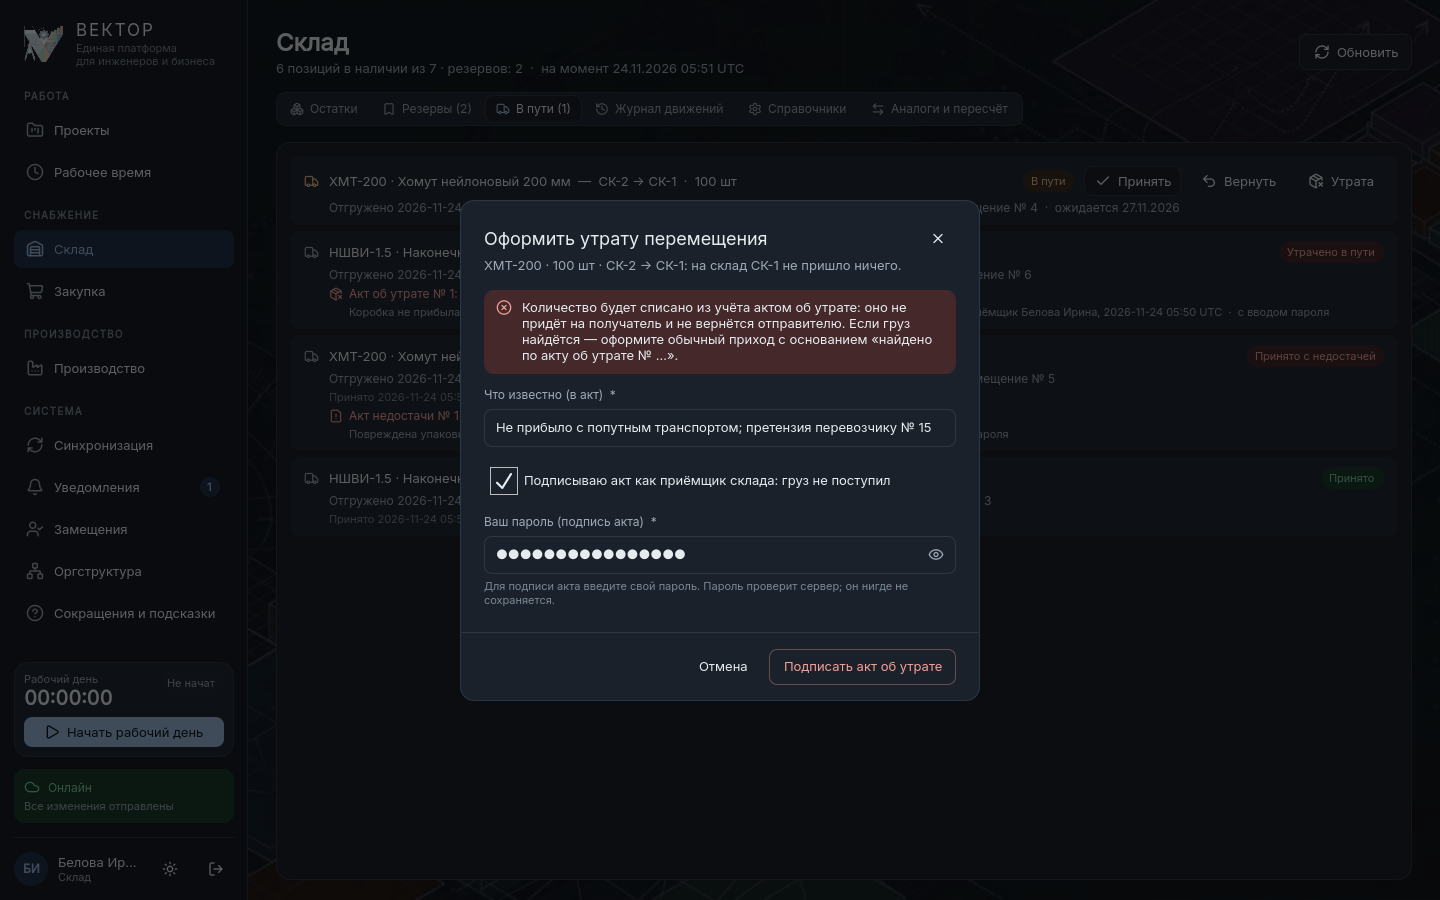 ВЕКТОР
Единая платформа
для инженеров и бизнеса
РАБОТА
Проекты
Рабочее время
СНАБЖЕНИЕ
Склад
Закупка
ПРОИЗВОДСТВО
Производство
СИСТЕМА
Синхронизация
Уведомления 1
Замещения
Оргструктура
Сокращения и подсказки
Рабочий день
Не начат
00:00:00
Начать рабочий день
Онлайн
Все изменения отправлены
БИ
Белова Ир...
Склад
Склад
6 позиций в наличии из 7 · резервов: 2 · на момент 24.11.2026 05:51 UTC
Обновить
Остатки
Резервы (2)
В пути (1)
Журнал движений
Справочники
Аналоги и пересчёт
ХМТ-200 · Хомут нейлоновый 200 мм — СК-2 → СК-1 · 100 шт
В пути
Принять
Вернуть
Утрата
Отгружено 2026-11-24
ение № 4 · ожидается 27.11.2026
НШВИ-1.5 · Наконечн
Утрачено в пути
Отгружено 2026-11-24
ение № 6
Акт об утрате № 1:
Коробка не прибыла
ёмщик Белова Ирина, 2026-11-24 05:50 UTC · с вводом пароля
ХМТ-200 · Хомут ней
Принято с недостачей
Отгружено 2026-11-24
мещение № 5
Принято 2026-11-24 05:5
Акт недостачи № 1
Повреждена упаковк
ароля
НШВИ-1.5 · Наконечн
Принято
Отгружено 2026-11-24
3
Принято 2026-11-24 05:5
Оформить утрату перемещения
ХМТ-200 · 100 шт · СК-2 → СК-1: на склад СК-1 не пришло ничего.
Количество будет списано из учёта актом об утрате: оно не
придёт на получатель и не вернётся отправителю. Если груз
найдётся — оформите обычный приход с основанием «найдено
по акту об утрате № ...».
Что известно (в акт) *
Не прибыло с попутным транспортом; претензия перевозчику № 15
Подписываю акт как приёмщик склада: груз не поступил
Ваш пароль (подпись акта) *
●●●●●●●●●●●●●●●●
Для подписи акта введите свой пароль. Пароль проверит сервер; он нигде не
сохраняется.
Отмена
Подписать акт об утрате